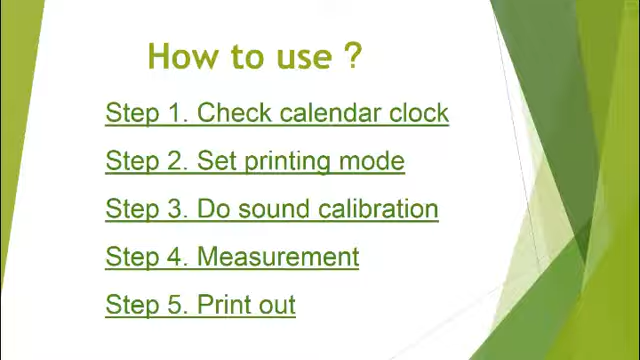 How to use ?
Step 1. Check calendar clock
Step 2. Set printing mode
Step 3. Do sound calibration
Step 4. Measurement
Step 5. Print out